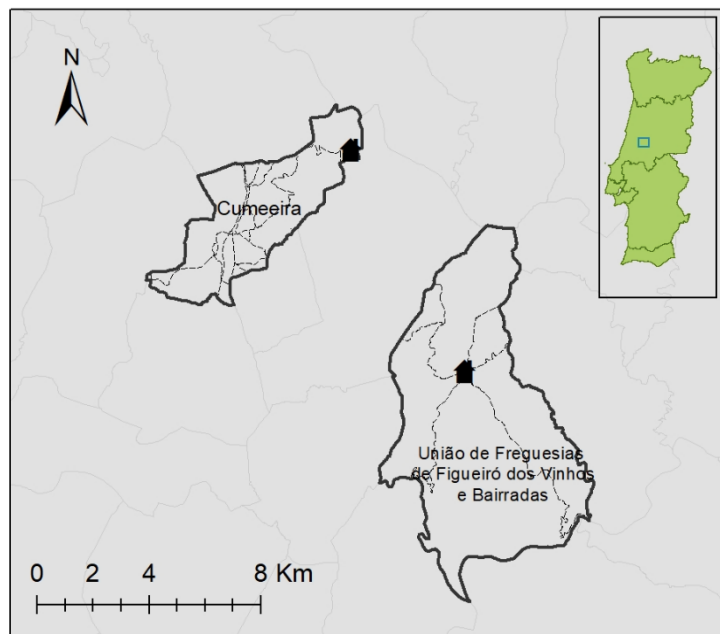 N
Cumeeira
União de Freguesias
de Figueiró dos Vinhos
e Bairradas
0 2 4 8 Km